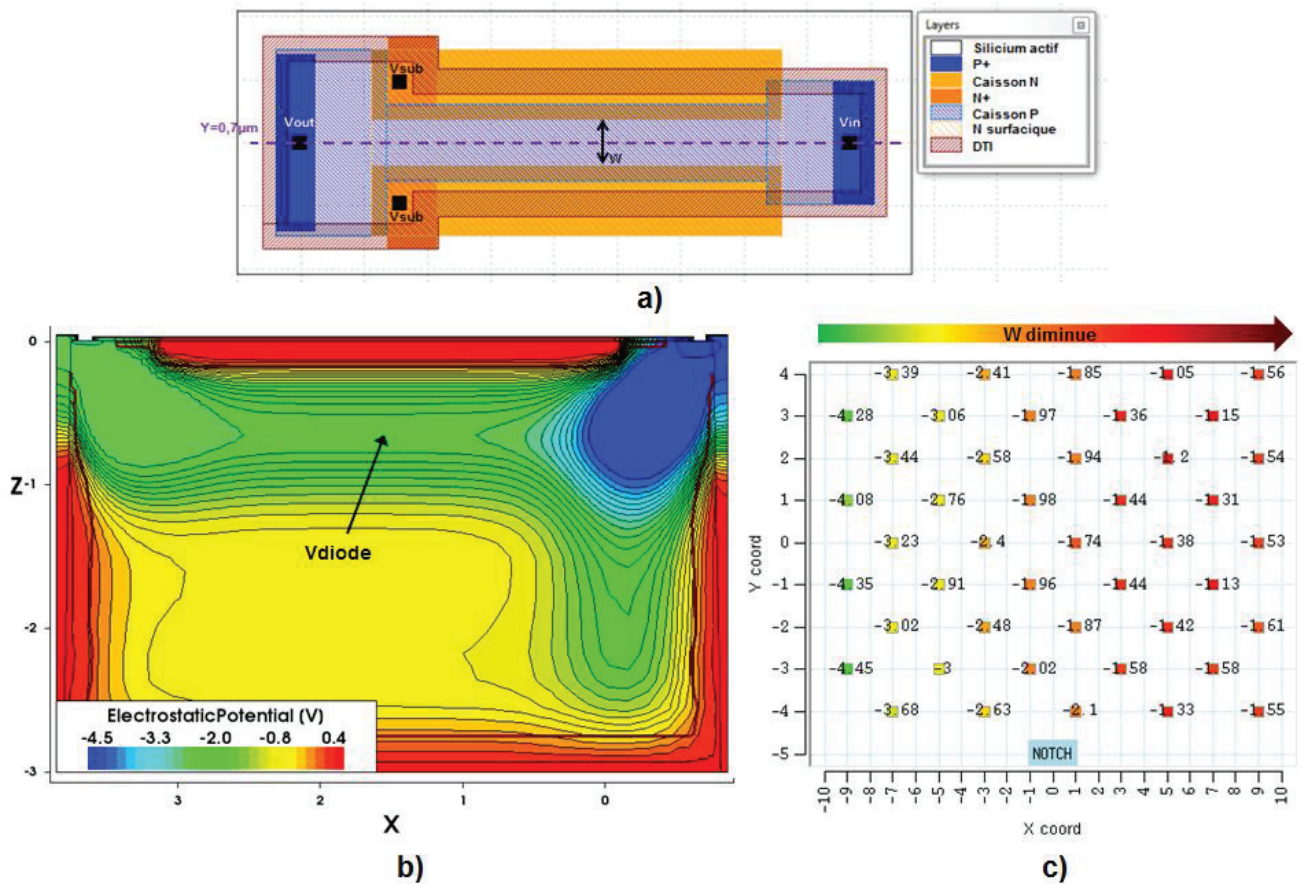 Layers
Silicium actif
P+
Caisson N
N+
Caisson P
N surfacique
DTI
Vsub
Y=0,7µm
Vout
Vin
W
Vsub
a)
0
Z
-1
-2
-3
Vdiode
ElectrostaticPotential (V)
-4.5 -3.3 -2.0 -0.8 0.4
3 2 1 0
X
b)
W diminue
4 -3.39 -2.41 -1.85 -1.05 -1.56
3 -4.28 -3.06 -1.97 -1.36 -1.15
2 -3.44 -2.58 -1.94 -1.2 -1.54
1 -4.08 -2.76 -1.98 -1.44 -1.31
0 -3.23 -2.4 -1.74 -1.38 -1.53
-1 -4.35 -2.91 -1.96 -1.44 -1.13
-2 -3.02 -2.48 -1.87 -1.42 -1.61
-3 -4.45 -3 -2.02 -1.58 -1.58
-4 -3.68 -2.63 -2.1 -1.33 -1.55
-5 NOTCH
Y coord
-10 -9 -8 -7 -6 -5 -4 -3 -2 -1 0 1 2 3 4 5 6 7 8 9 10
X coord
c)